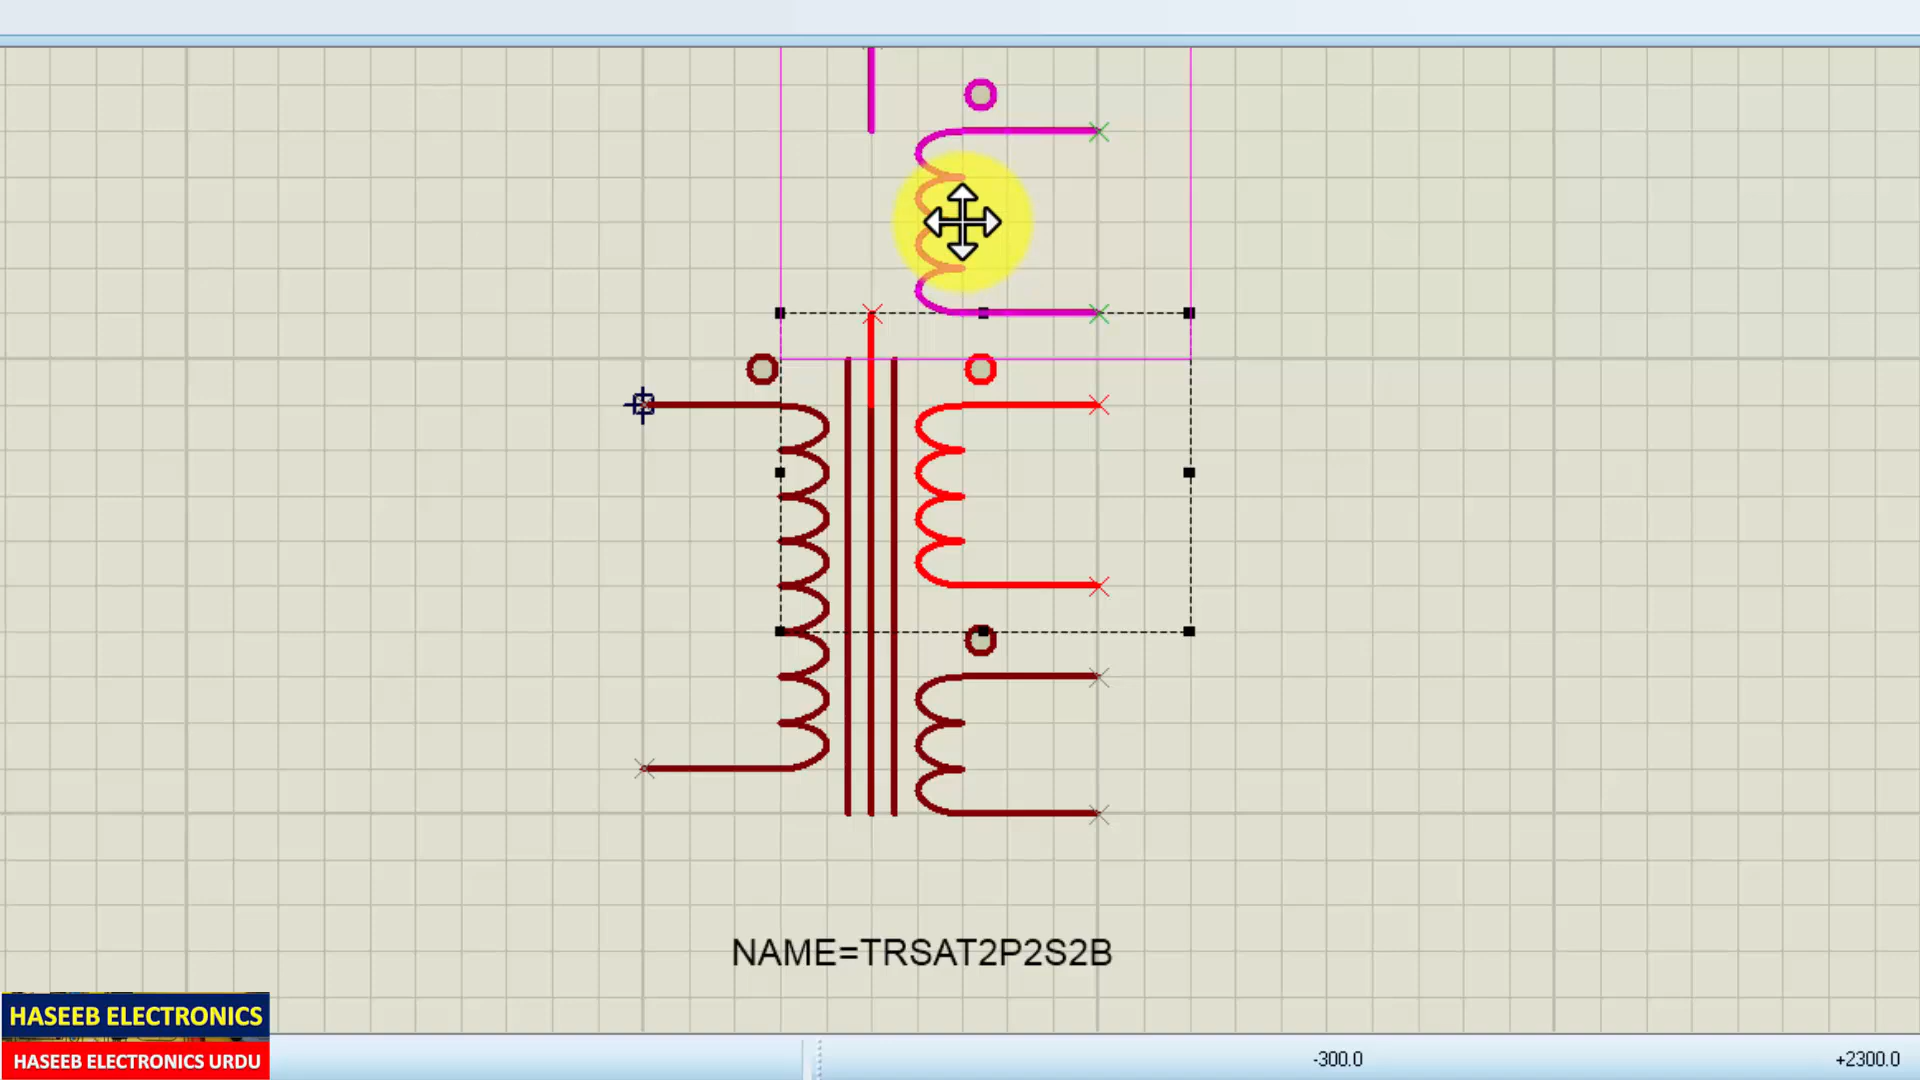 NAME=TRSAT2P2S2B
HASEEB ELECTRONICS
HASEEB ELECTRONICS URDU
-300.0
+2300.0